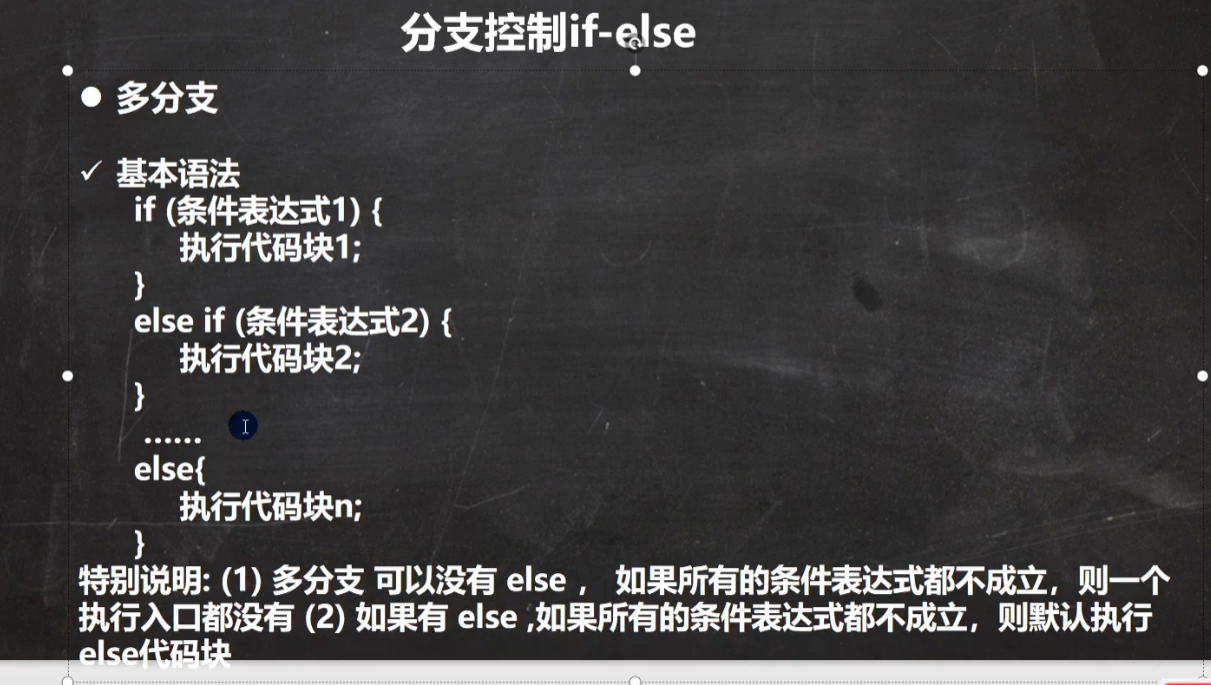 分支控制if-else
多分支
基本语法
if (条件表达式1) {
执行代码块1;
}
else if (条件表达式2) {
执行代码块2;
}
……
else{
执行代码块n;
}
特别说明: (1) 多分支 可以没有 else ， 如果所有的条件表达式都不成立，则一个
执行入口都没有 (2) 如果有 else ,如果所有的条件表达式都不成立，则默认执行
else代码块